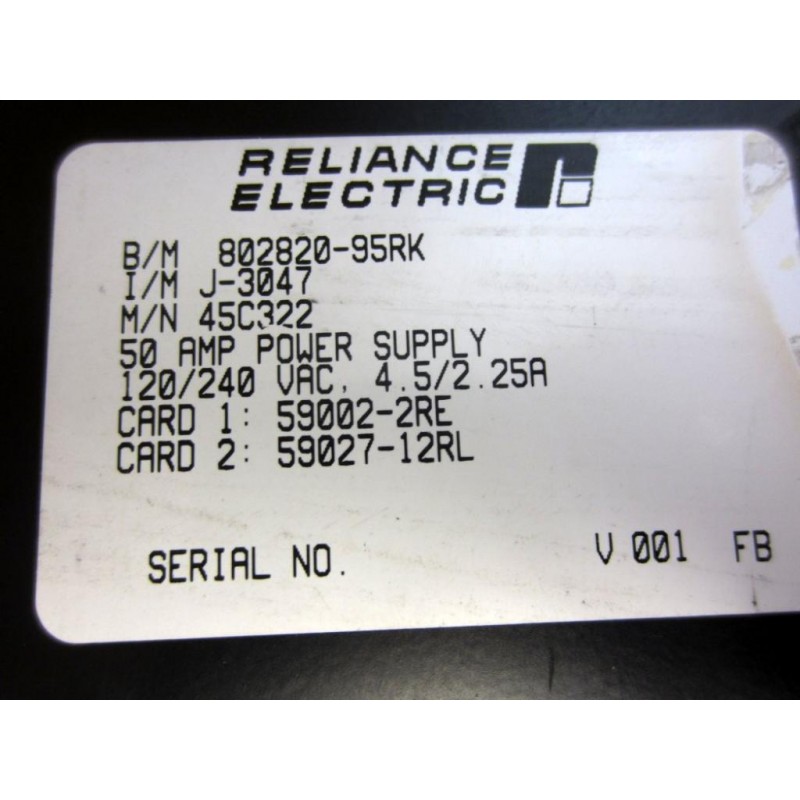 RELIANCE
ELECTRIC
B/M 802820-95RK
I/M J-3047
M/N 45C322
50 AMP POWER SUPPLY
120/240 VAC, 4.5/2.25A
CARD 1: 59002-2RE
CARD 2: 59027-12RL
SERIAL NO. V 001 FB